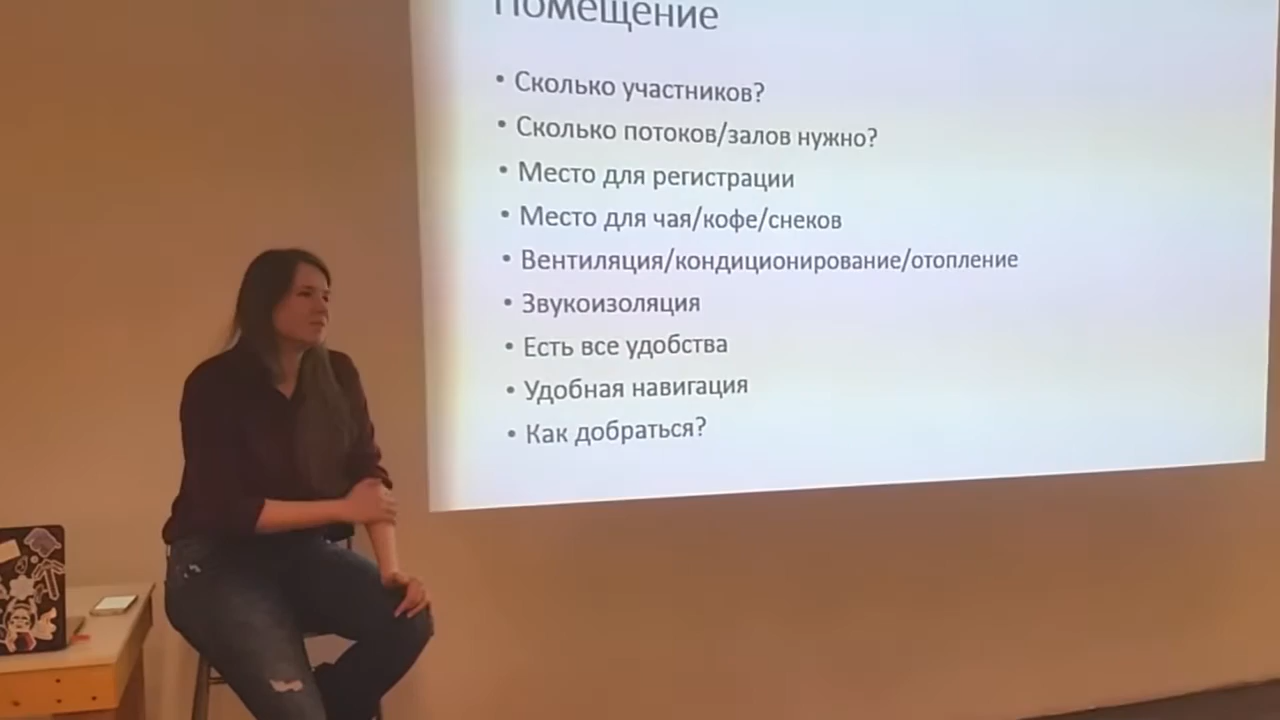 Помещение
• Сколько участников?
• Сколько потоков/залов нужно?
• Место для регистрации
• Место для чая/кофе/снеков
• Вентиляция/кондиционирование/отопление
• Звукоизоляция
• Есть все удобства
• Удобная навигация
• Как добраться?